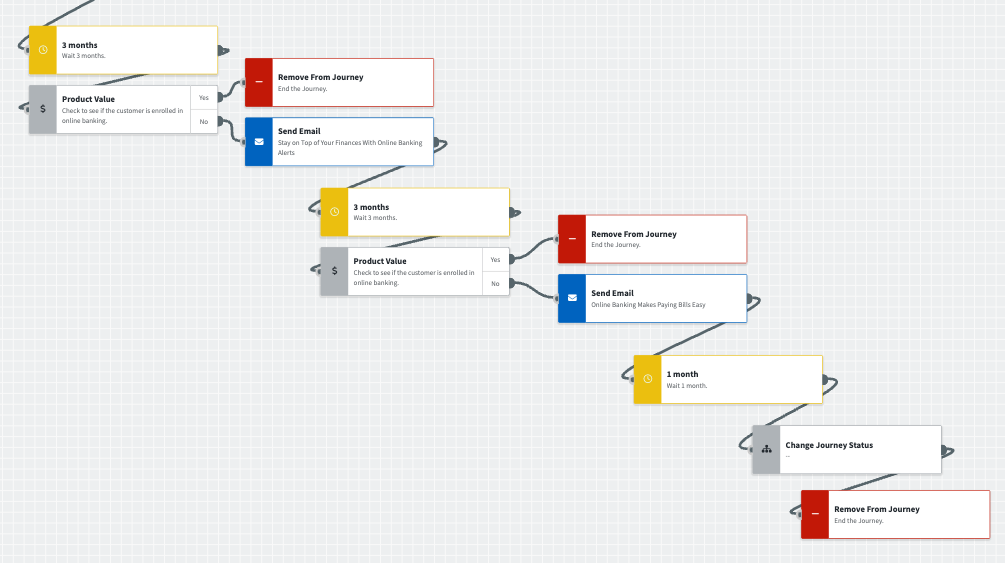 3 months
Wait 3 months.
Product Value
Check to see if the customer is enrolled in
online banking.
Yes
No
$
Remove From Journey
End the Journey.
Send Email
Stay on Top of Your Finances With Online Banking
Alerts
3 months
Wait 3 months.
Product Value
Check to see if the customer is enrolled in
online banking.
Yes
No
$
Remove From Journey
End the Journey.
Send Email
Online Banking Makes Paying Bills Easy
1 month
Wait 1 month.
Change Journey Status
--
Remove From Journey
End the Journey.